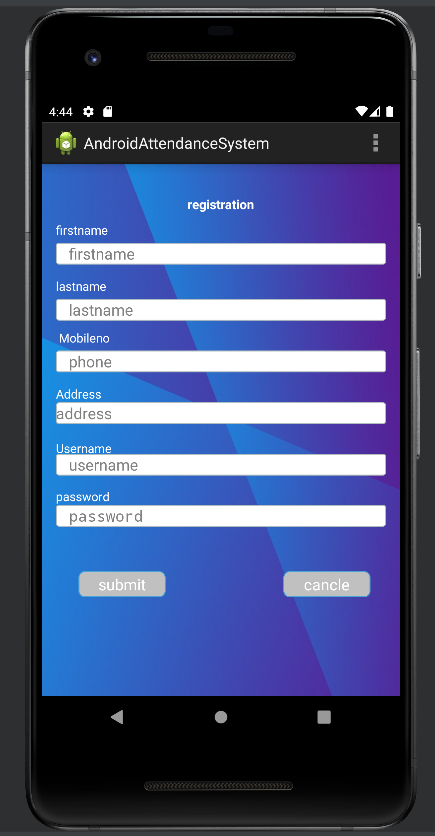 4:44
AndroidAttendanceSystem
registration
firstname
firstname
lastname
lastname
Mobileno
phone
Address
address
Username
username
password
password
submit cancle